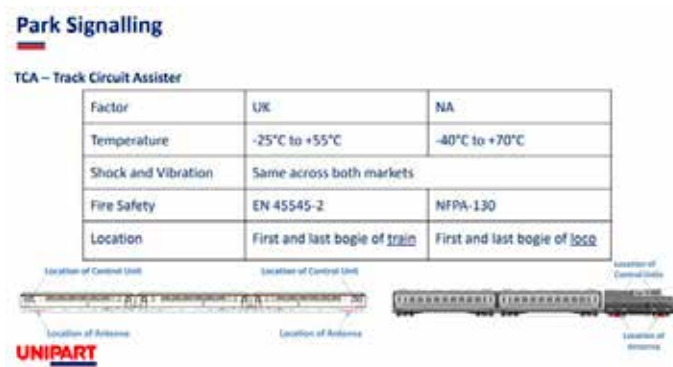 Park Signalling
TCA – Track Circuit Assister
Factor UK NA
Temperature -25°C to +55°C -40°C to +70°C
Shock and Vibration Same across both markets
Fire Safety EN 45545-2 NFPA-130
Location First and last bogie of train First and last bogie of loco
Location of Control Unit Location of Control Unit
Location of
Control Units
Location of Antenna Location of Antenna
Location of
Antenna
UNIPART